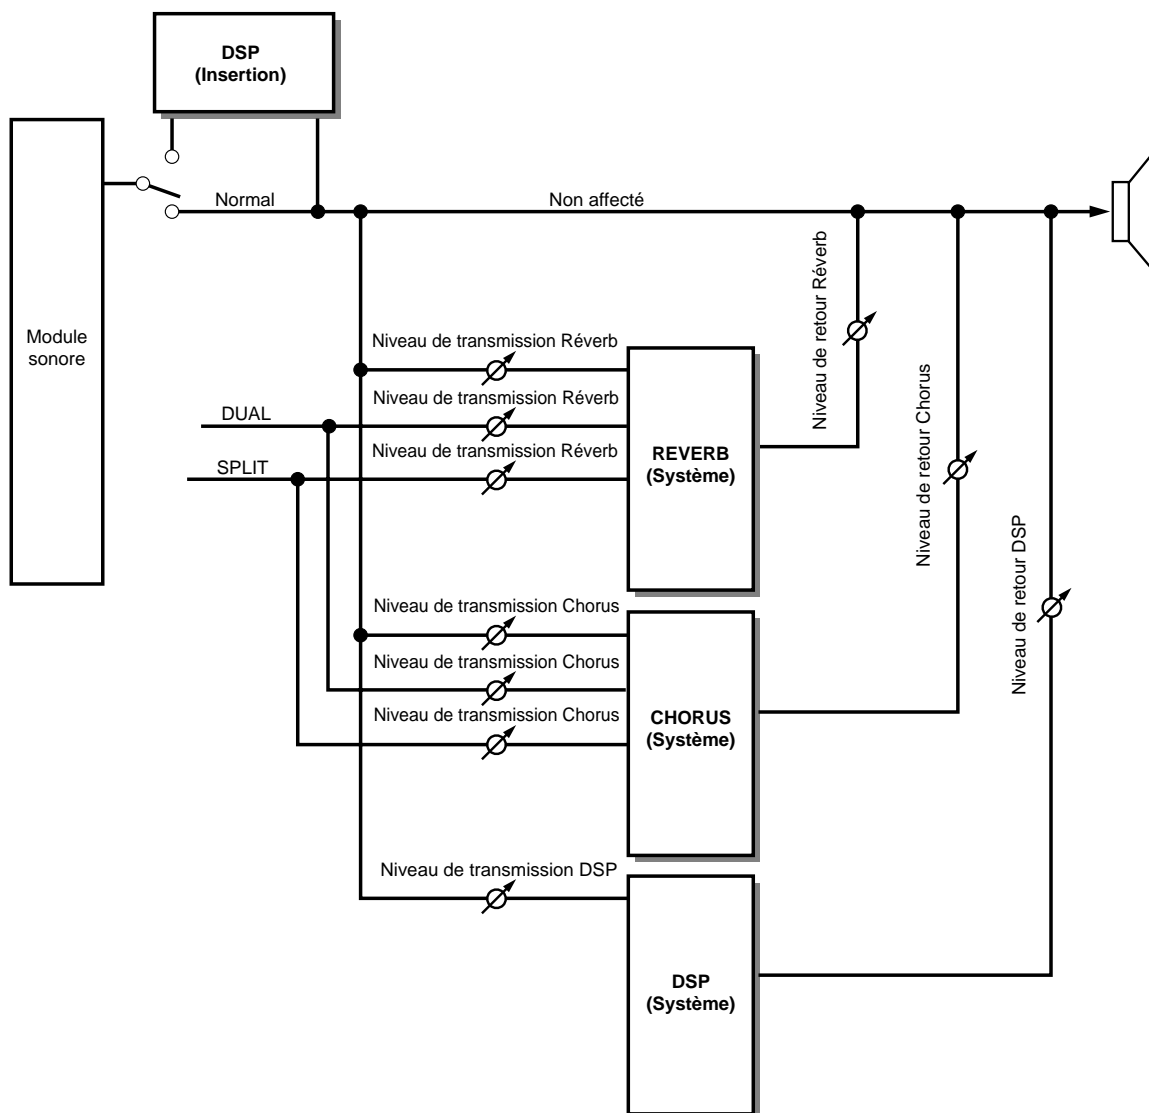 DSP
(Insertion)
Normal
Non affecté
Module
sonore
Niveau de transmission Réverb
DUAL
Niveau de transmission Réverb
SPLIT
Niveau de transmission Réverb
REVERB
(Système)
Niveau de retour Réverb
Niveau de retour Chorus
Niveau de retour DSP
Niveau de transmission Chorus
Niveau de transmission Chorus
Niveau de transmission Chorus
CHORUS
(Système)
Niveau de transmission DSP
DSP
(Système)